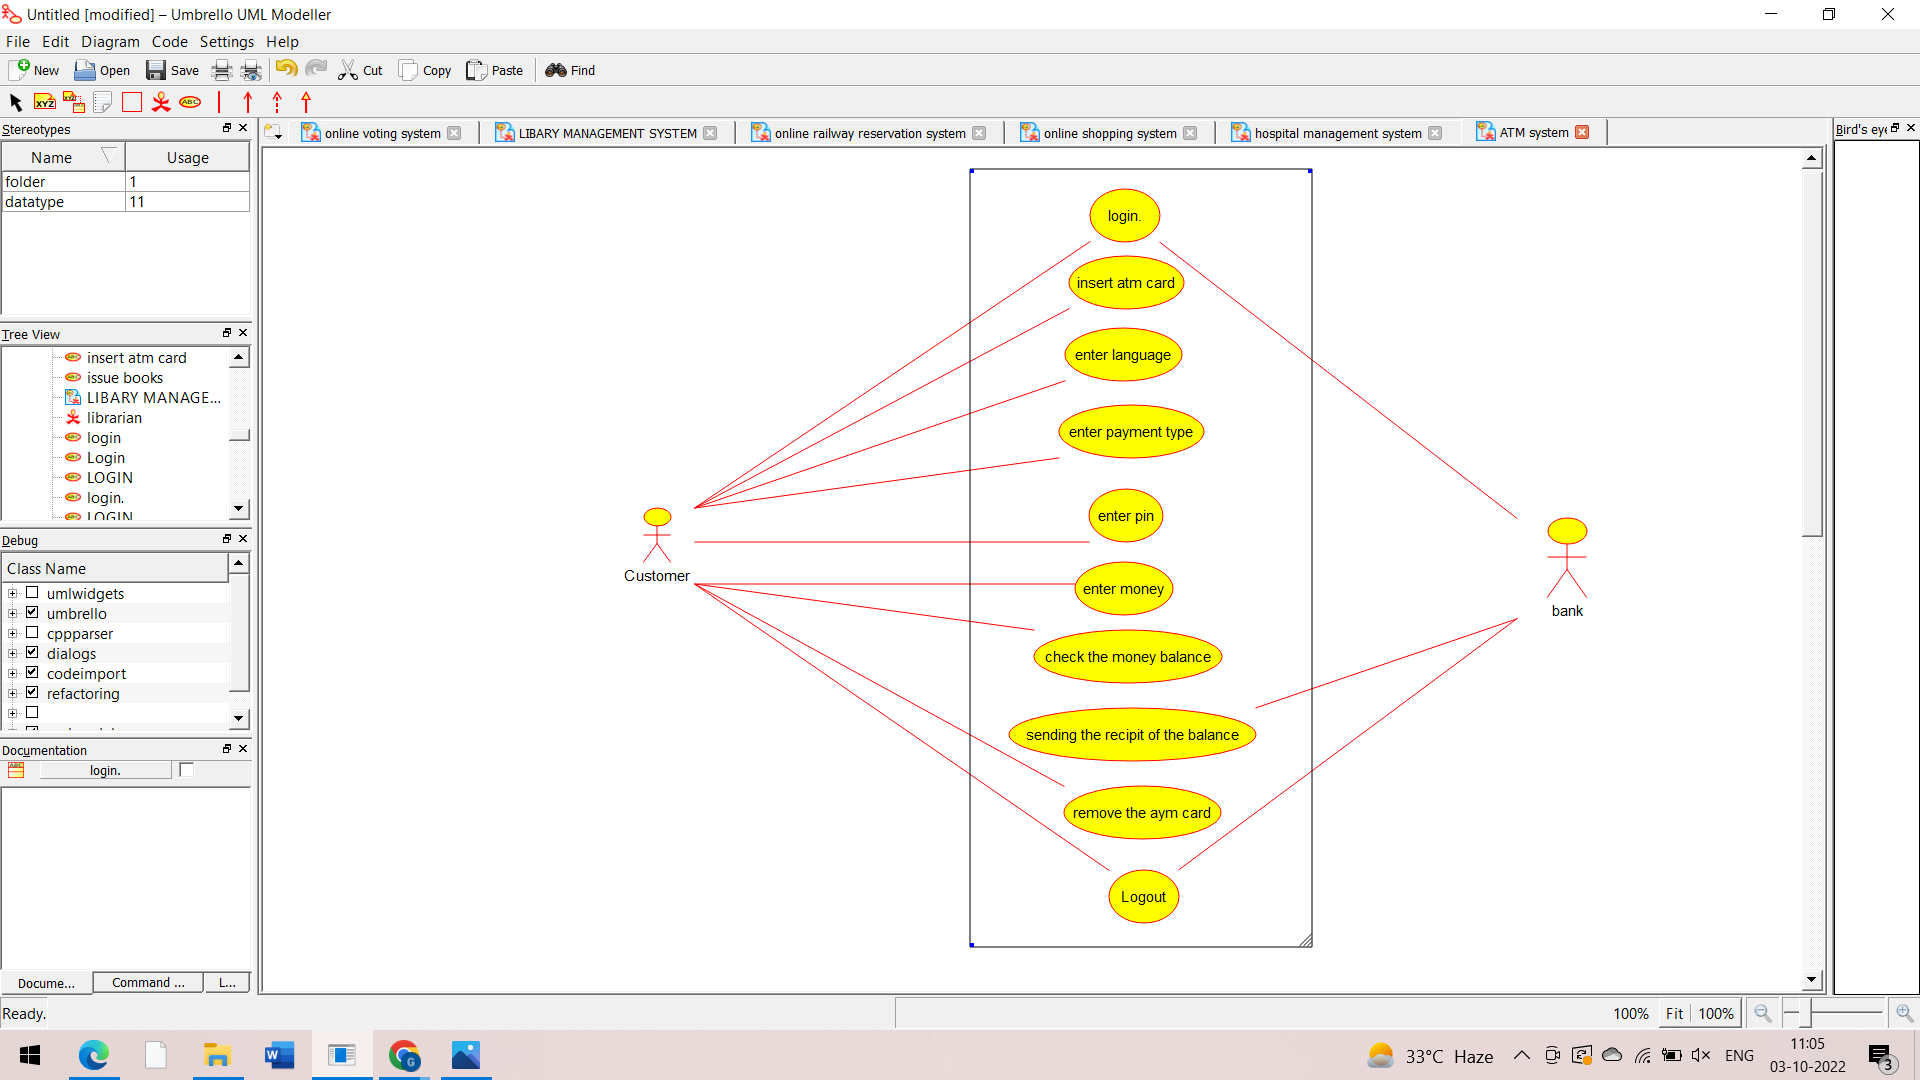 Untitled [modified] – Umbrello UML Modeller
File Edit Diagram Code Settings Help
New Open Save Cut Copy Paste Find
XYZ XYZ ABC
Stereotypes
Name Usage
folder 1
datatype 11
Tree View
insert atm card
issue books
LIBARY MANAGE...
librarian
login
Login
LOGIN
login.
LOGIN
Debug
Class Name
umlwidgets
umbrello
cppparser
dialogs
codeimport
refactoring
Documentation
login.
Docume... Command ... L...
online voting system
LIBARY MANAGEMENT SYSTEM
online railway reservation system
online shopping system
hospital management system
ATM system
Bird's eye
login.
insert atm card
enter language
enter payment type
enter pin
enter money
check the money balance
sending the recipit of the balance
remove the aym card
Logout
Customer
bank
Ready.
100% Fit 100%
33°C Haze
ENG
11:05
03-10-2022
3